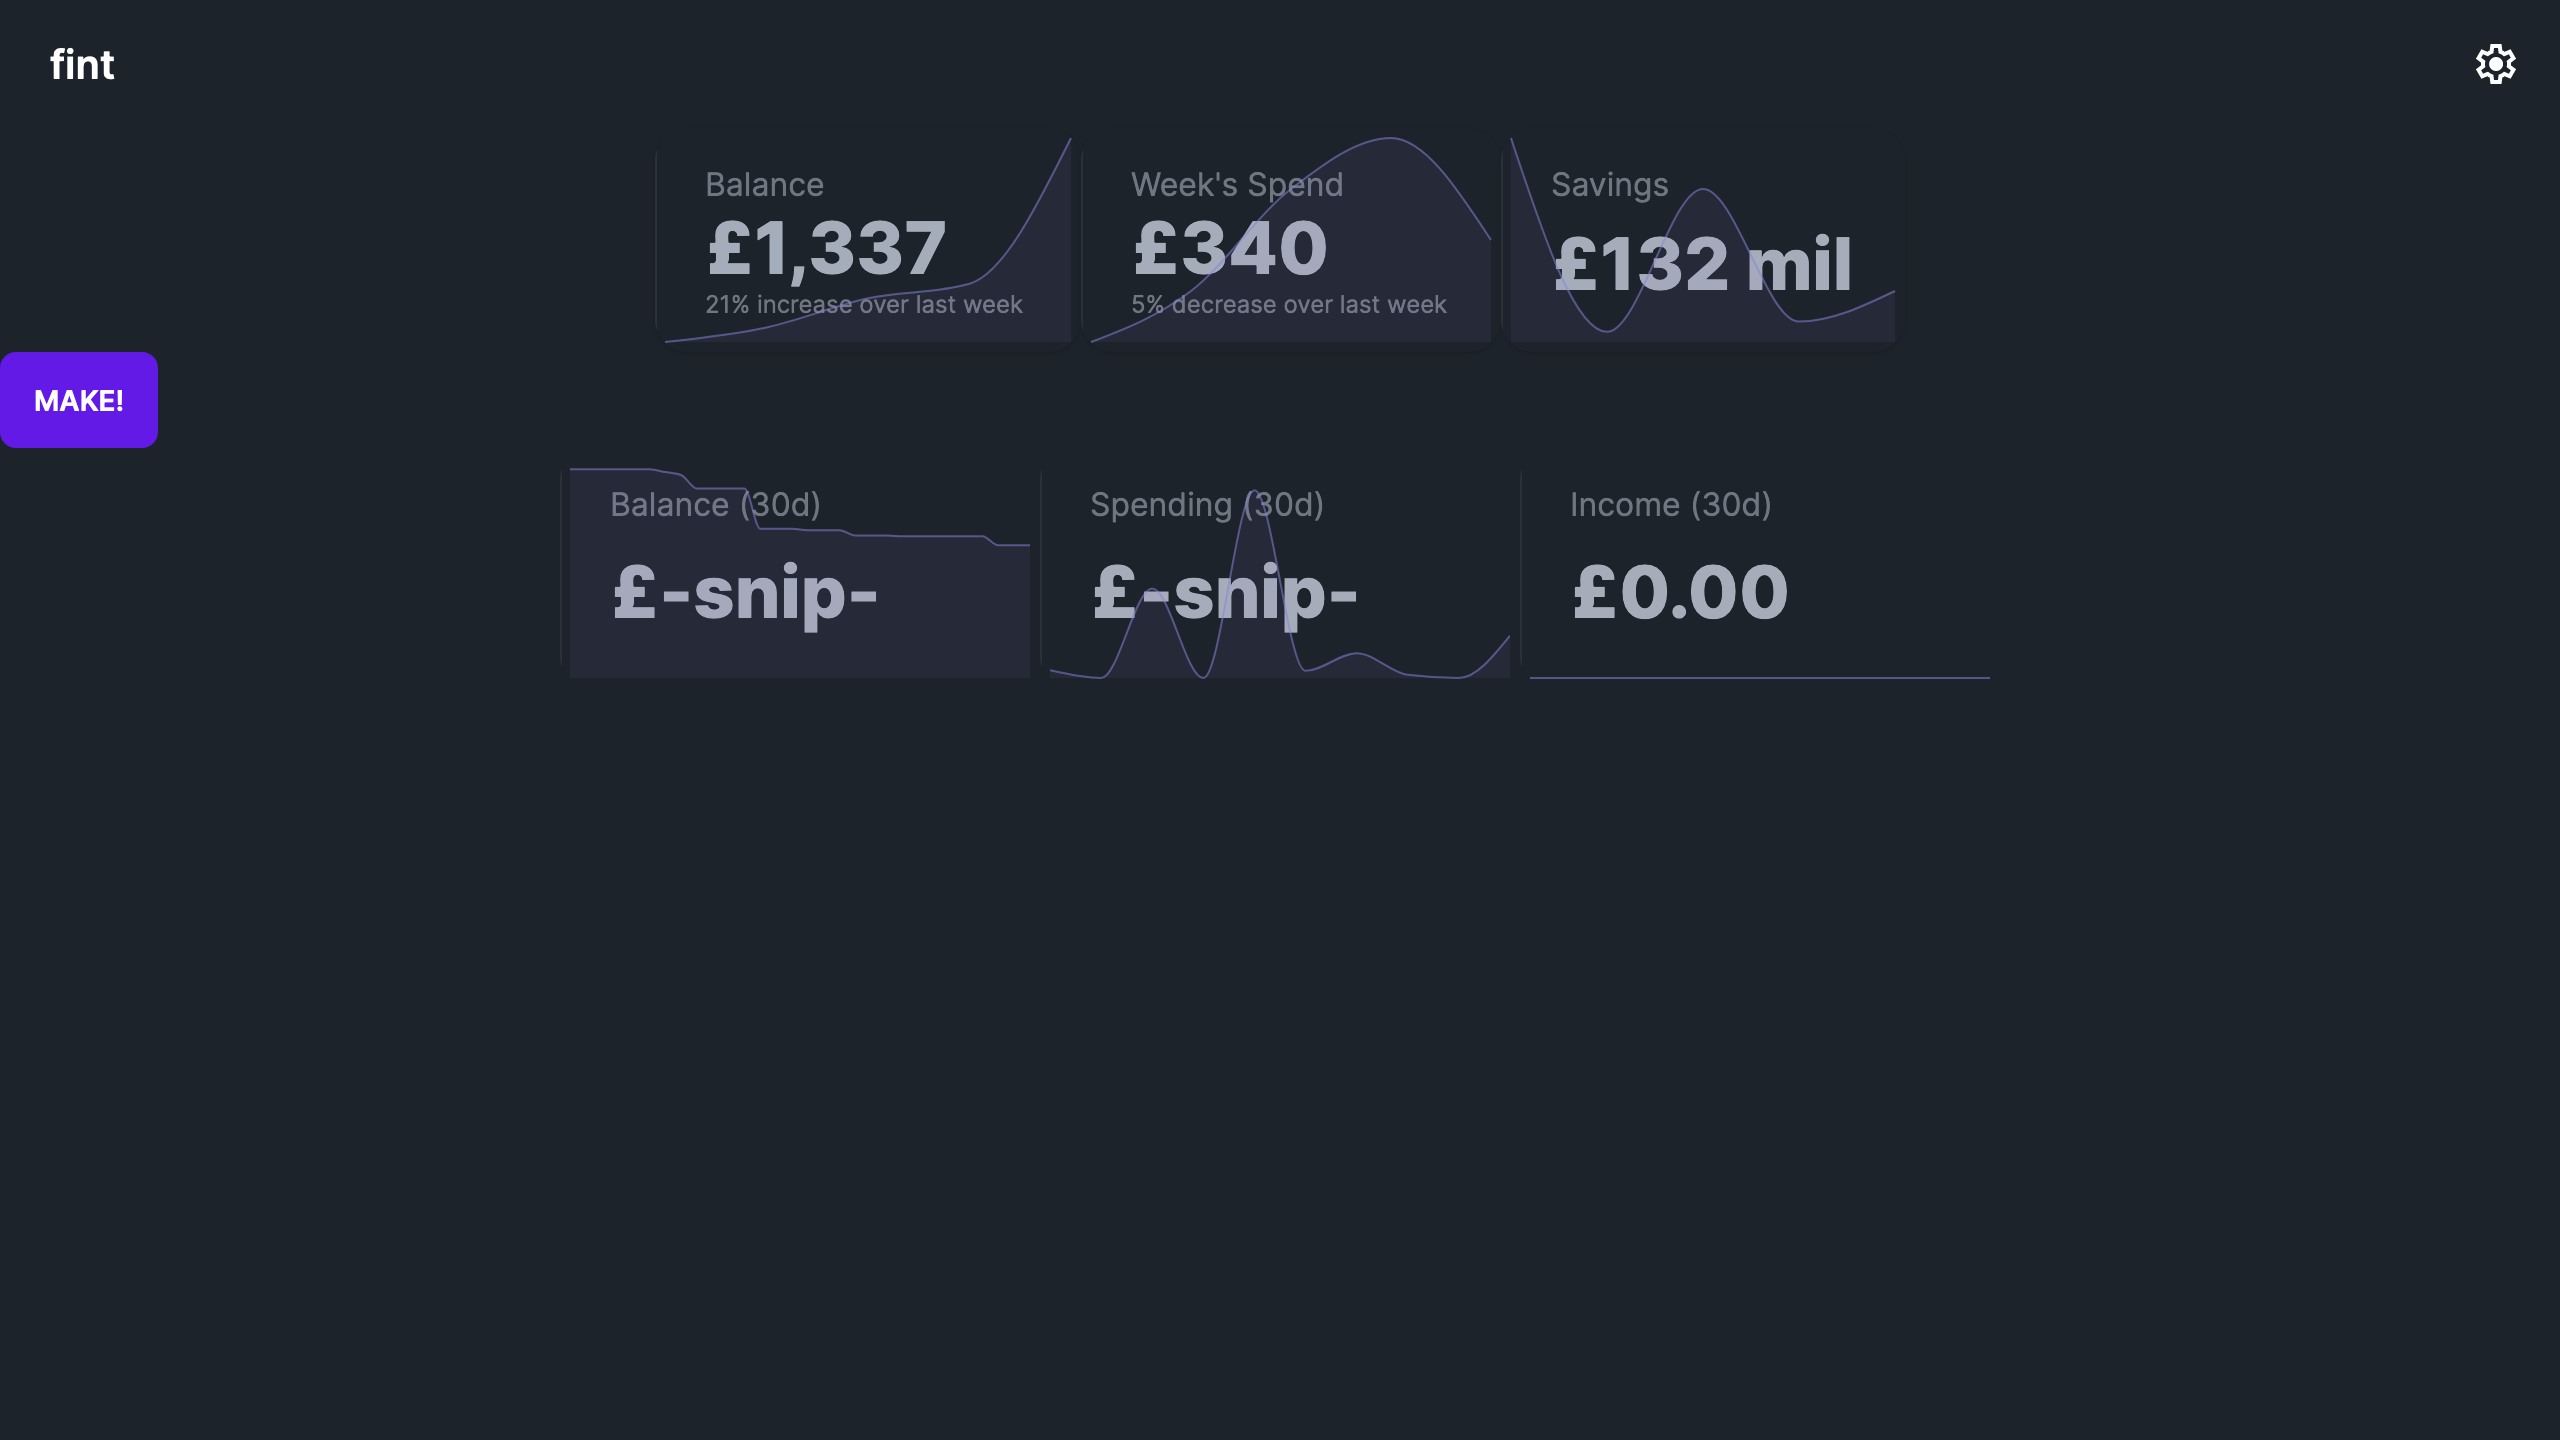 fint
Balance
£1,337
21% increase over last week
Week's Spend
£340
5% decrease over last week
Savings
£132 mil
MAKE!
Balance (30d)
£-snip-
Spending (30d)
£-snip-
Income (30d)
£0.00